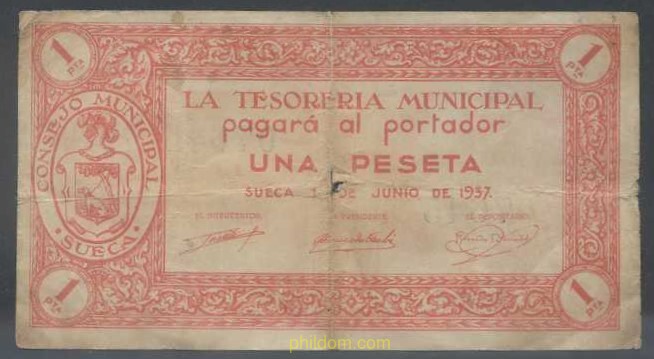 1 PTA
1 PTA
CONSEJO MUNICIPAL
· SUECA ·
LA TESORERIA MUNICIPAL
pagará al portador
UNA PESETA
SUECA 1 DE JUNIO DE 1937.
EL INTERVENTOR EL PRESIDENTE EL DEPOSITARIO
1 PTA
1 PTA
phildom.com